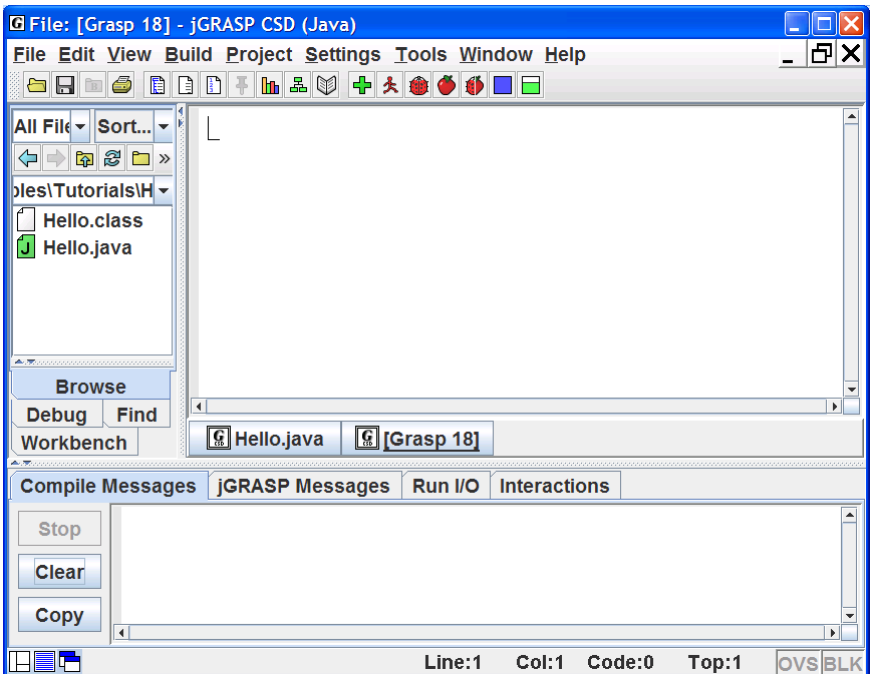 File: [Grasp 18] - jGRASP CSD (Java)
File Edit View Build Project Settings Tools Window Help
All File Sort...
»
ples\Tutorials\H
Hello.class
Hello.java
Browse
Debug Find
Workbench
Hello.java [Grasp 18]
Compile Messages jGRASP Messages Run I/O Interactions
Stop
Clear
Copy
Line:1 Col:1 Code:0 Top:1 OVS BLK